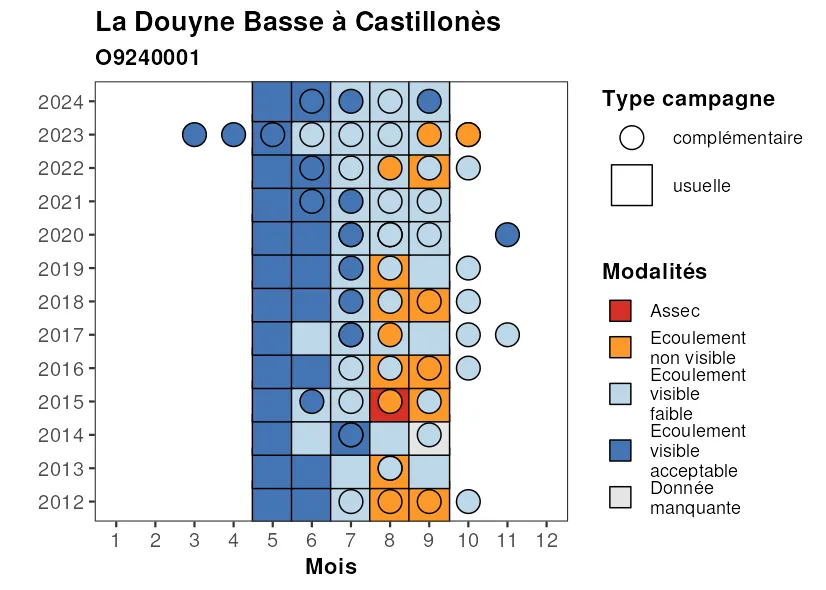 La Douyne Basse à Castillonès
O9240001
2024
2023
2022
2021
2020
2019
2018
2017
2016
2015
2014
2013
2012
1 2 3 4 5 6 7 8 9 10 11 12
Mois
Type campagne
complémentaire
usuelle
Modalités
Assec
Ecoulement
non visible
Ecoulement
visible
faible
Ecoulement
visible
acceptable
Donnée
manquante